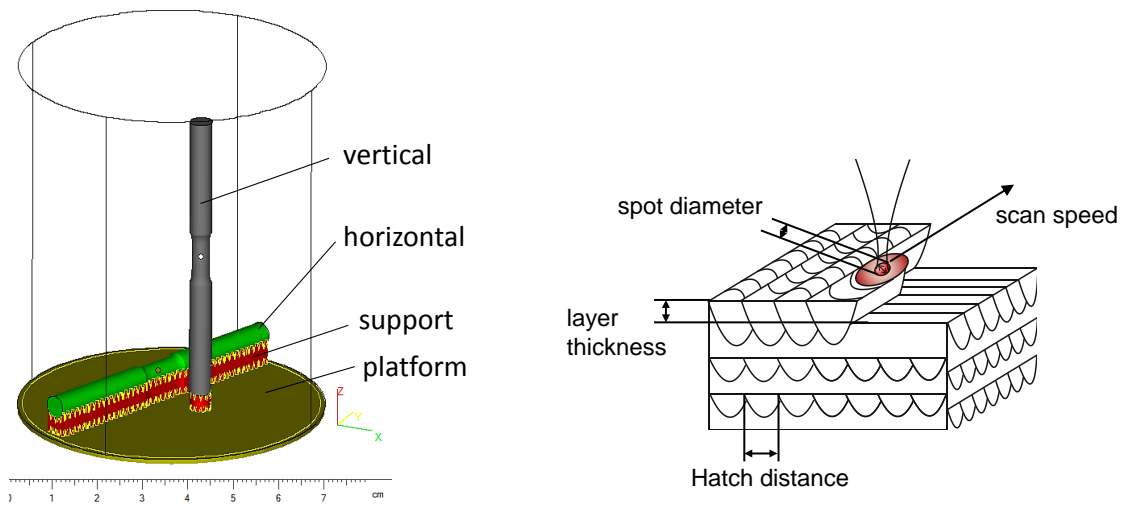 vertical
horizontal
support
platform
Z
Y
X
0 1 2 3 4 5 6 7 cm
spot diameter
scan speed
layer
thickness
Hatch distance